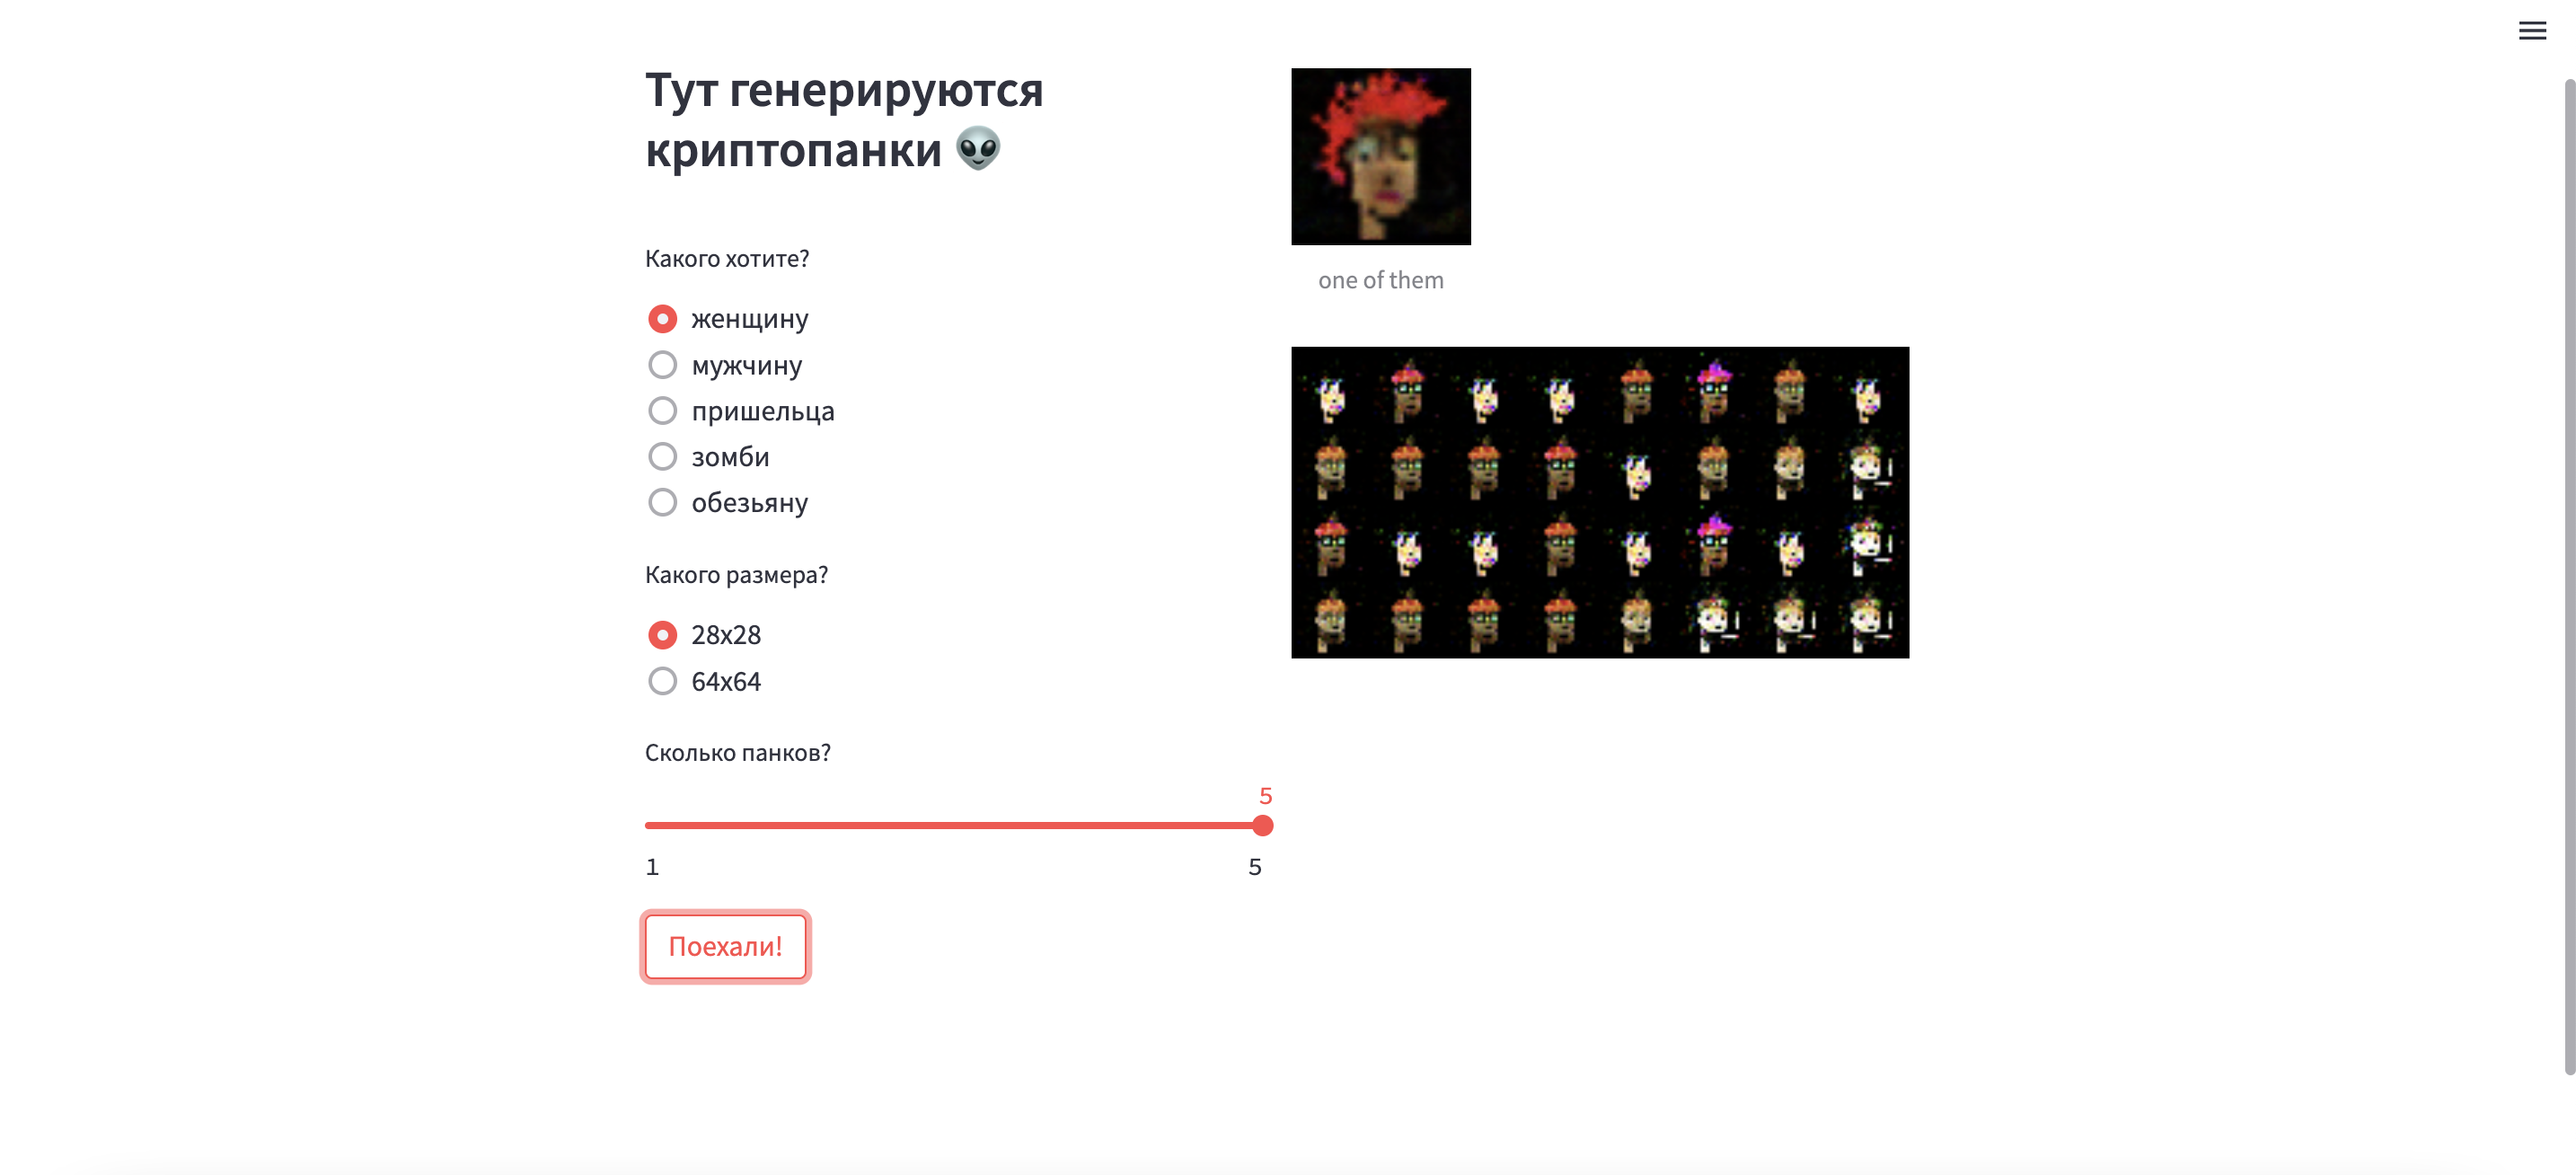 Тут генерируются
криптопанки 👽
Какого хотите?
женщину
мужчину
пришельца
зомби
обезьяну
Какого размера?
28x28
64x64
Сколько панков?
5
1
5
Поехали!
one of them